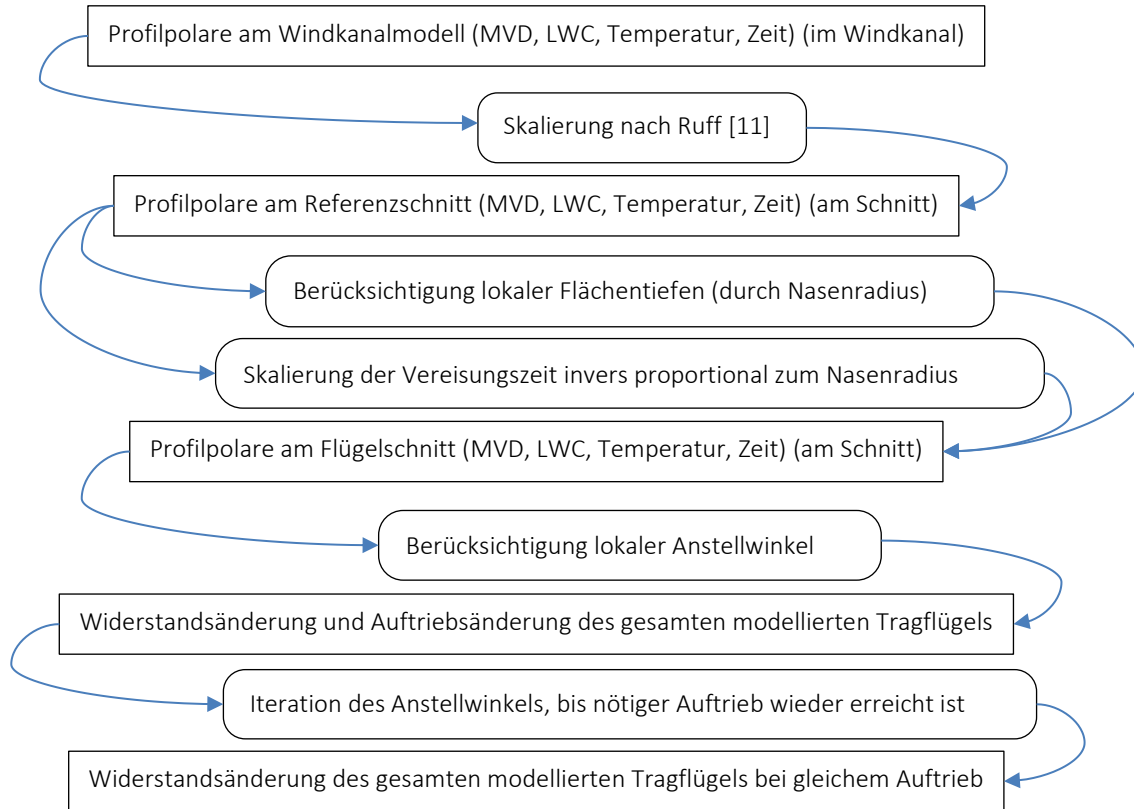 Profilpolare am Windkanalmodell (MVD, LWC, Temperatur, Zeit) (im Windkanal)
Skalierung nach Ruff [11]
Profilpolare am Referenzschnitt (MVD, LWC, Temperatur, Zeit) (am Schnitt)
Berücksichtigung lokaler Flächentiefen (durch Nasenradius)
Skalierung der Vereisungszeit invers proportional zum Nasenradius
Profilpolare am Flügelschnitt (MVD, LWC, Temperatur, Zeit) (am Schnitt)
Berücksichtigung lokaler Anstellwinkel
Widerstandsänderung und Auftriebsänderung des gesamten modellierten Tragflügels
Iteration des Anstellwinkels, bis nötiger Auftrieb wieder erreicht ist
Widerstandsänderung des gesamten modellierten Tragflügels bei gleichem Auftrieb